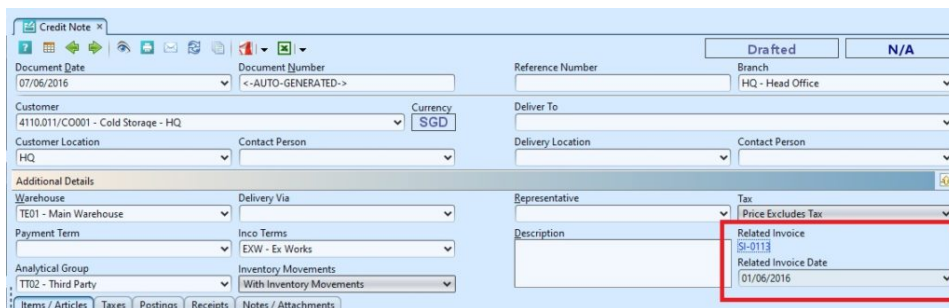 Credit Note
Drafted N/A
Document Date Document Number Reference Number Branch
07/06/2016 <-AUTO-GENERATED-> HQ - Head Office
Customer Currency Deliver To
4110.011/CO001 - Cold Storage - HQ SGD
Customer Location Contact Person Delivery Location Contact Person
HQ
Additional Details
Warehouse Delivery Via Representative Tax
TE01 - Main Warehouse Price Excludes Tax
Payment Term Inco Terms Description Related Invoice
EXW - Ex Works SI-0113
Analytical Group Inventory Movements Related Invoice Date
TT02 - Third Party With Inventory Movements 01/06/2016
Items / Articles Taxes Postings Receipts Notes / Attachments